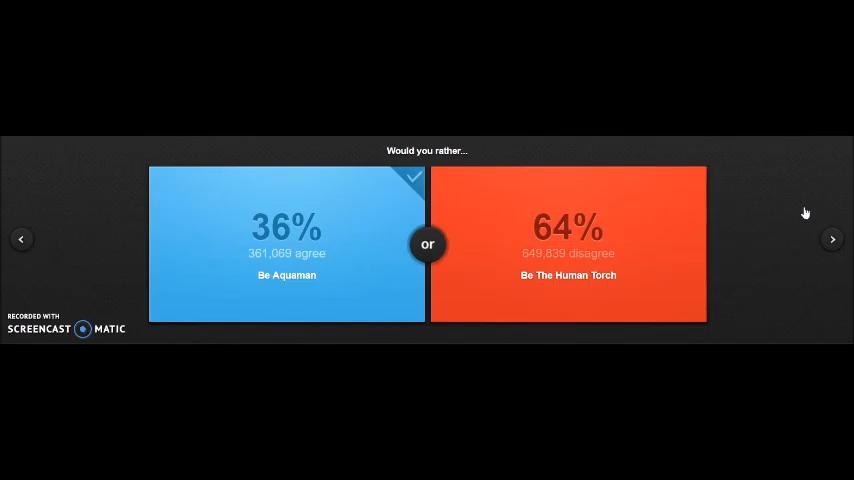 Would you rather...
36%
361,069 agree
Be Aquaman
or
64%
649,839 disagree
Be The Human Torch
RECORDED WITH
SCREENCAST MATIC